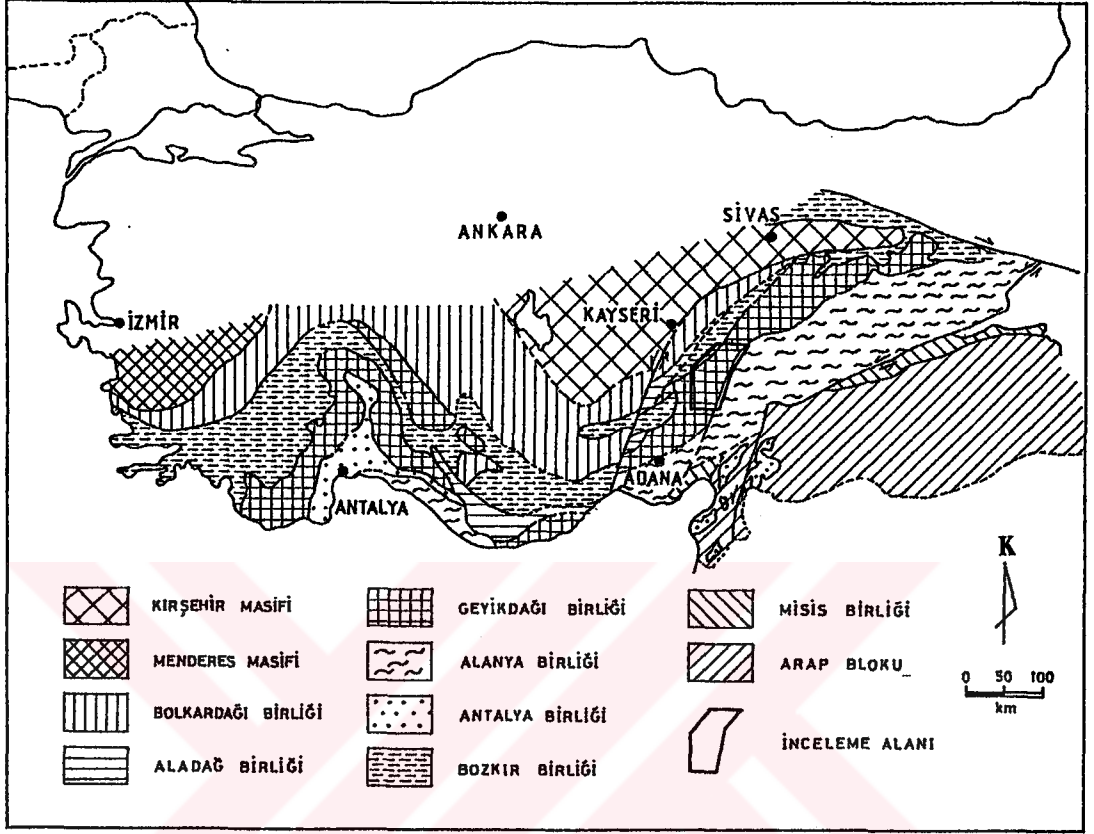 SİVAS
ANKARA
KAYSERİ
İZMİR
ADANA
ANTALYA
K
KIRŞEHİR MASİFİ
GEYİKDAĞI BİRLİĞİ
MİSİS BİRLİĞİ
MENDERES MASİFİ
ALANYA BİRLİĞİ
ARAP BLOKU
0 50 100
km
BOLKARDAĞI BİRLİĞİ
ANTALYA BİRLİĞİ
İNCELEME ALANI
ALADAĞ BİRLİĞİ
BOZKIR BİRLİĞİ